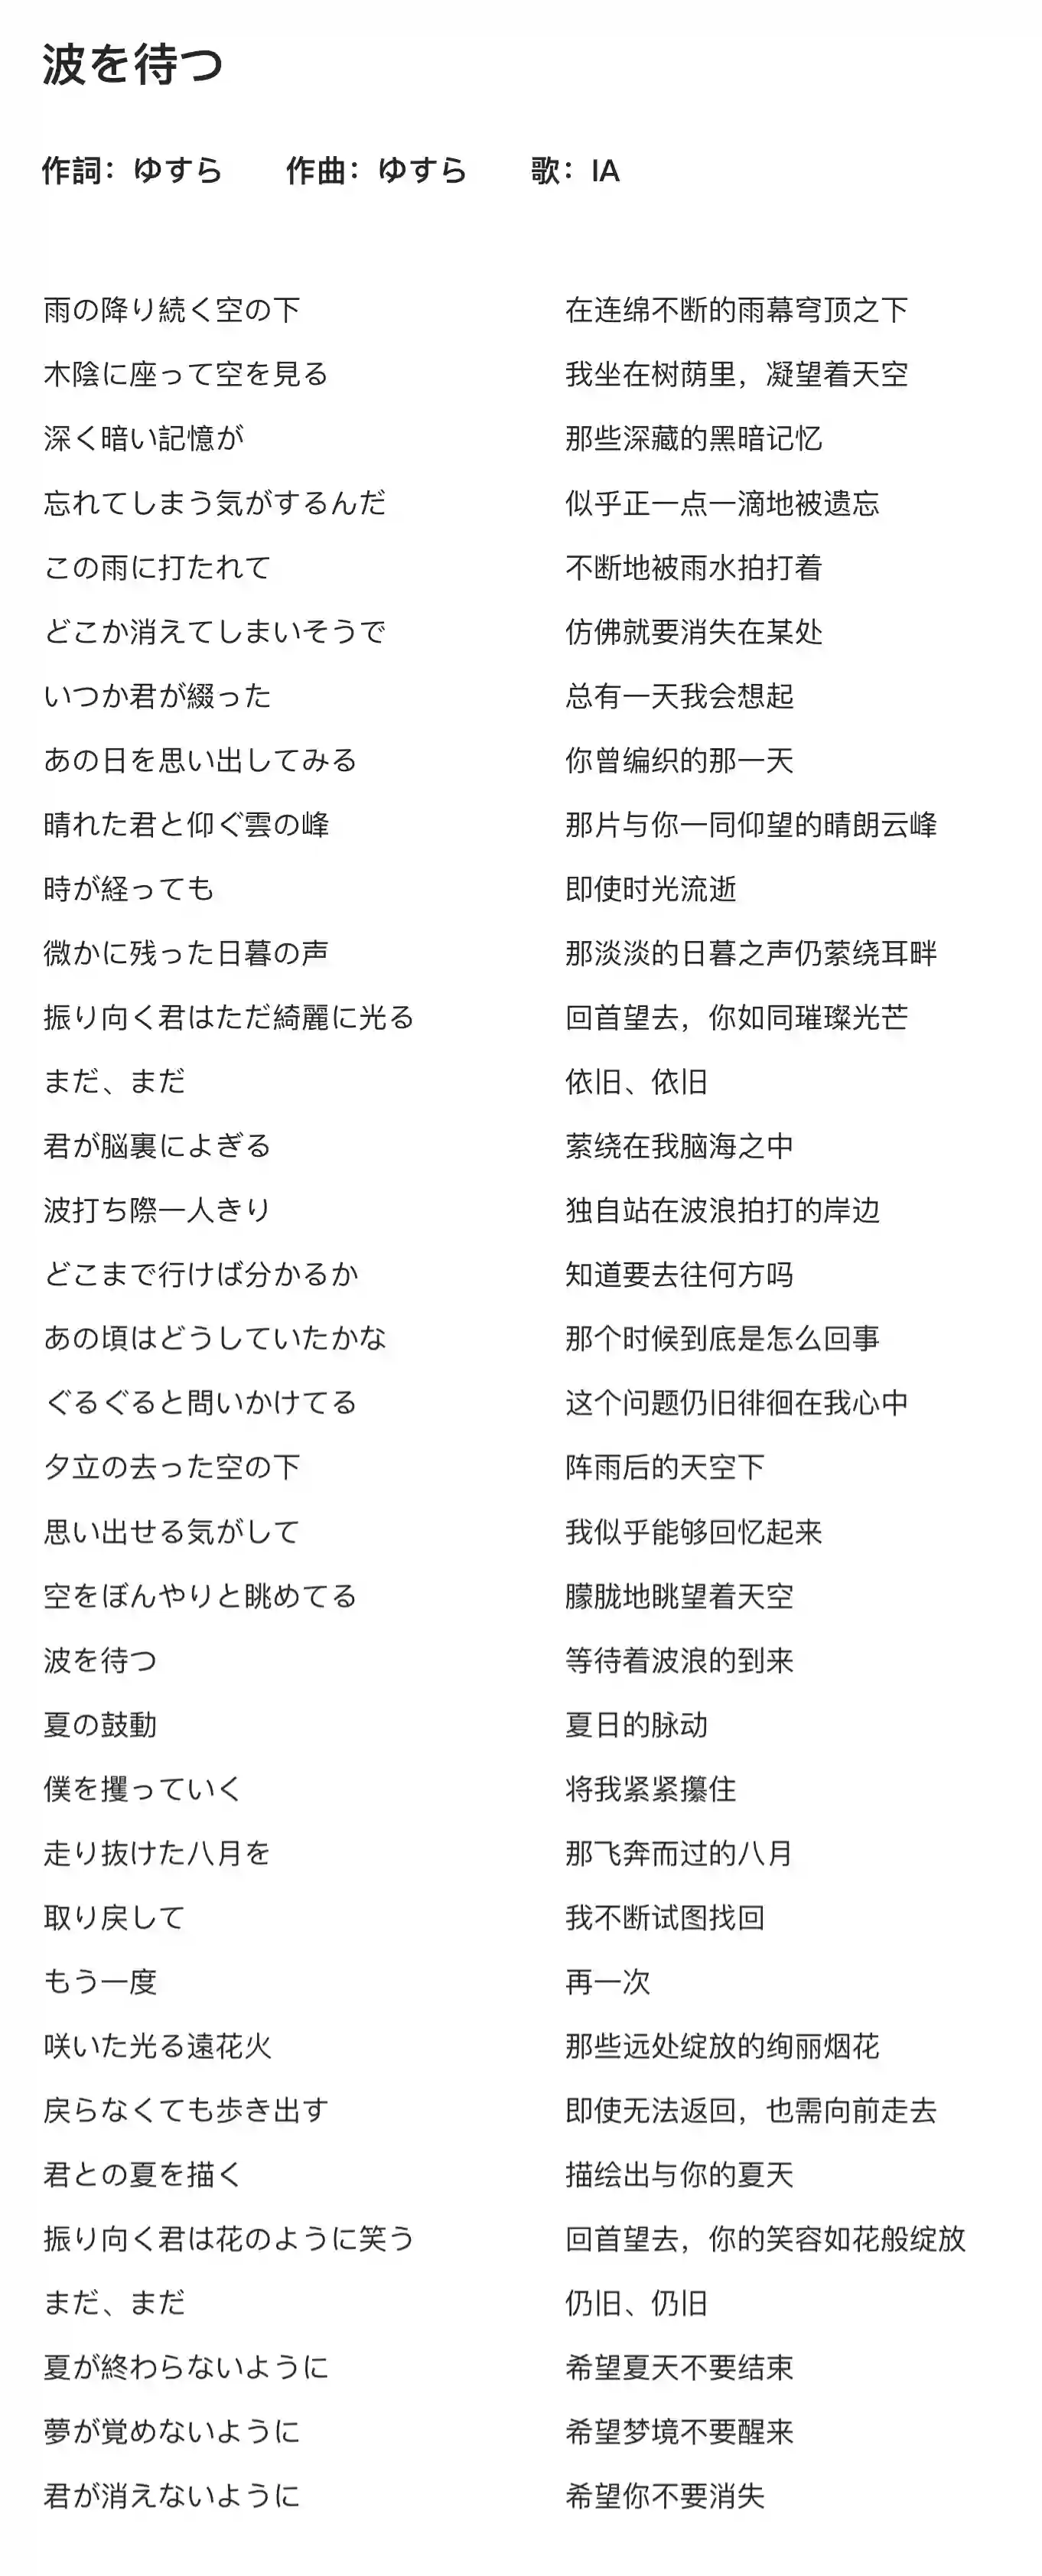 波を待つ
作詞：ゆすら　　作曲：ゆすら　　歌：IA
雨の降り続く空の下　　在连绵不断的雨幕穹顶之下
木陰に座って空を見る　　我坐在树荫里，凝望着天空
深く暗い記憶が　　那些深藏的黑暗记忆
忘れてしまう気がするんだ　　似乎正一点一滴地被遗忘
この雨に打たれて　　不断地被雨水拍打着
どこか消えてしまいそうで　　仿佛就要消失在某处
いつか君が綴った　　总有一天我会想起
あの日を思い出してみる　　你曾编织的那一天
晴れた君と仰ぐ雲の峰　　那片与你一同仰望的晴朗云峰
時が経っても　　即使时光流逝
微かに残った日暮の声　　那淡淡的日暮之声仍萦绕耳畔
振り向く君はただ綺麗に光る　　回首望去，你如同璀璨光芒
まだ、まだ　　依旧、依旧
君が脳裏によぎる　　萦绕在我脑海之中
波打ち際一人きり　　独自站在波浪拍打的岸边
どこまで行けば分かるか　　知道要去往何方吗
あの頃はどうしていたかな　　那个时候到底是怎么回事
ぐるぐると問いかけてる　　这个问题仍旧徘徊在我心中
夕立の去った空の下　　阵雨后的天空下
思い出せる気がして　　我似乎能够回忆起来
空をぼんやりと眺めてる　　朦胧地眺望着天空
波を待つ　　等待着波浪的到来
夏の鼓動　　夏日的脉动
僕を攫っていく　　将我紧紧攥住
走り抜けた八月を　　那飞奔而过的八月
取り戻して　　我不断试图找回
もう一度　　再一次
咲いた光る遠花火　　那些远处绽放的绚丽烟花
戻らなくても歩き出す　　即使无法返回，也需向前走去
君との夏を描く　　描绘出与你的夏天
振り向く君は花のように笑う　　回首望去，你的笑容如花般绽放
まだ、まだ　　仍旧、仍旧
夏が終わらないように　　希望夏天不要结束
夢が覚めないように　　希望梦境不要醒来
君が消えないように　　希望你不要消失